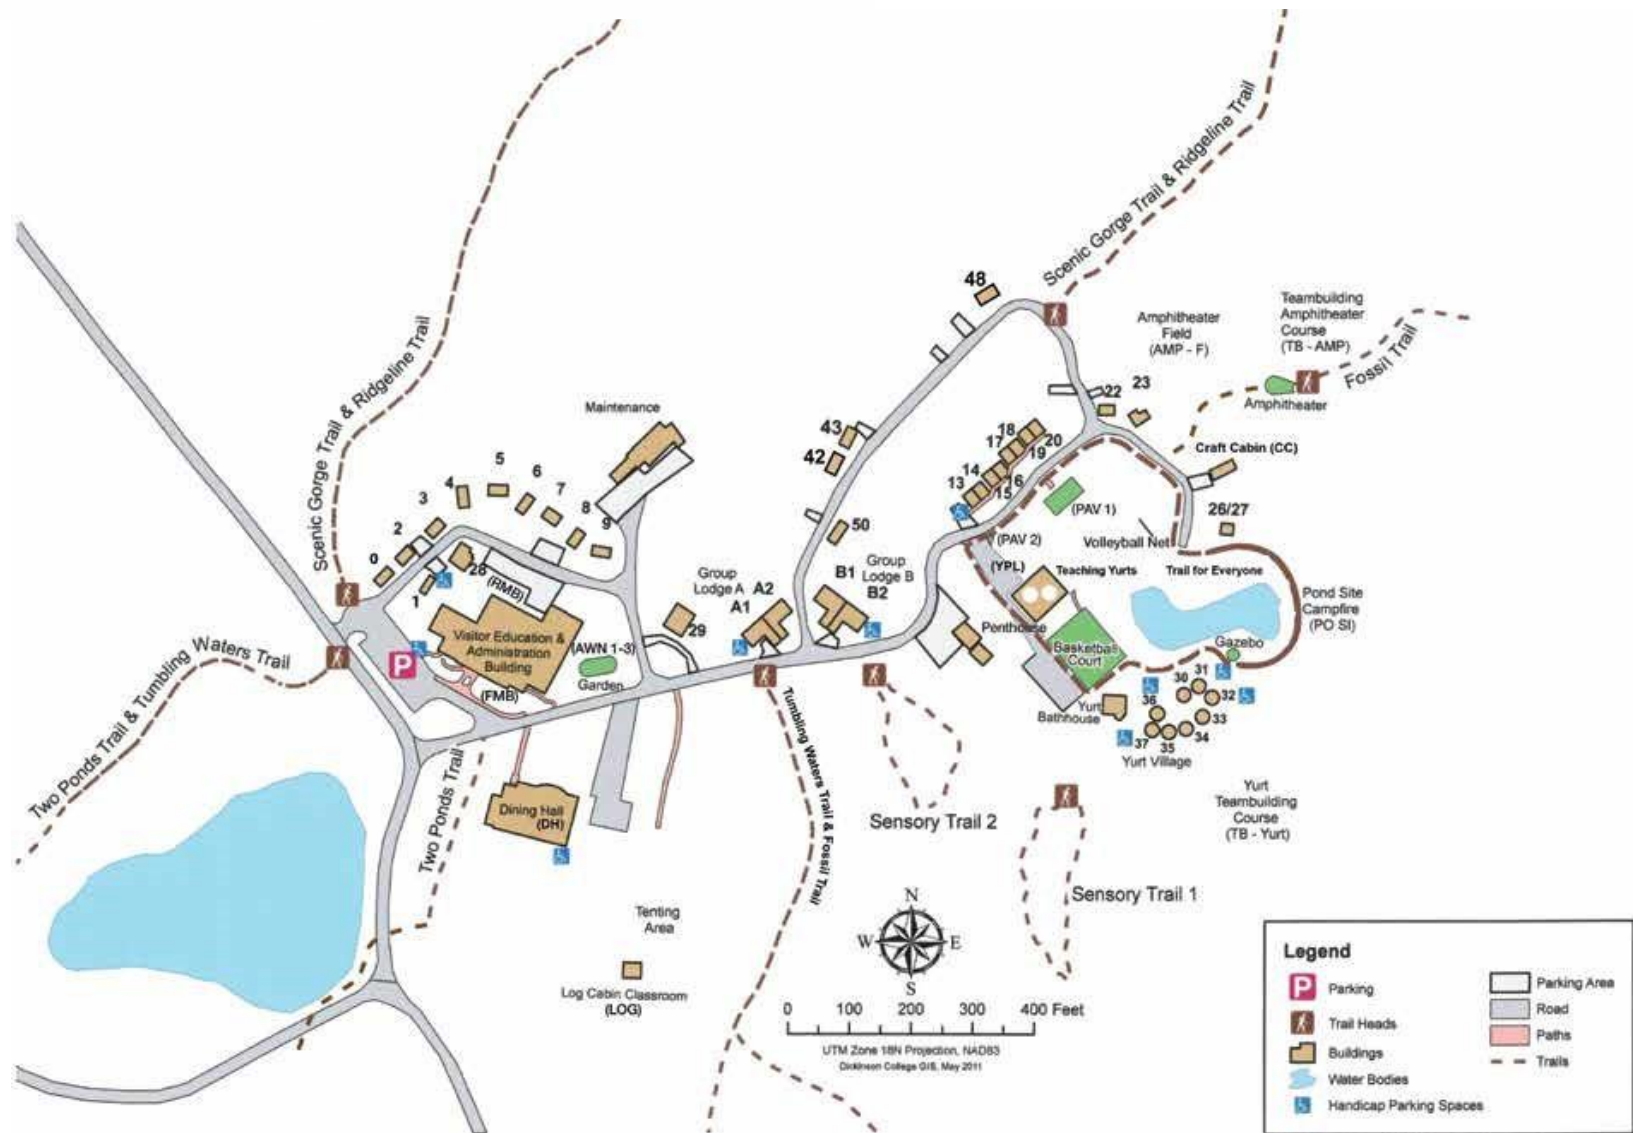 Scenic Gorge Trail & Ridgeline Trail
Scenic Gorge Trail & Ridgeline Trail
48
Amphitheater
Field
(AMP - F)
Teambuilding
Amphitheater
Course
(TB - AMP)
Fossil Trail
Amphitheater
22
23
Maintenance
43
42
18
17
20
19
14
16
13
15
Craft Cabin (CC)
5
4
6
3
7
8
9
2
0
1
28
(RMB)
50
(PAV 1)
26/27
(PAV 2)
Volleyball Net
(YPL)
Teaching Yurts
Trail for Everyone
Group
Lodge A
A2
A1
B1
Group
Lodge B
B2
29
Pond Site
Campfire
(PO SI)
Penthouse
Basketball
Court
Gazebo
Two Ponds Trail & Tumbling Waters Trail
P
Visitor Education &
Administration
Building
(AWN 1-3)
Garden
(FMB)
31
30
32
36
33
34
37
35
Yurt
Bathhouse
Yurt Village
Two Ponds Trail
Tumbling Waters Trail & Fossil Trail
Dining Hall
(DH)
Sensory Trail 2
Yurt
Teambuilding
Course
(TB - Yurt)
Sensory Trail 1
Tenting
Area
Log Cabin Classroom
(LOG)
N
W
E
S
0 100 200 300 400 Feet
UTM Zone 18N Projection, NAD83
Dickinson College GIS, May 2011
Legend
P Parking
Trail Heads
Buildings
Water Bodies
Handicap Parking Spaces
Parking Area
Road
Paths
Trails